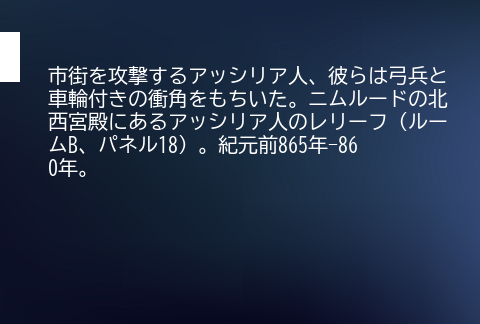 市街を攻撃するアッシリア人、彼らは弓兵と
車輪付きの衝角をもちいた。ニムルードの北
西宮殿にあるアッシリア人のレリーフ（ルー
ムB、パネル18）。紀元前865年-86
0年。